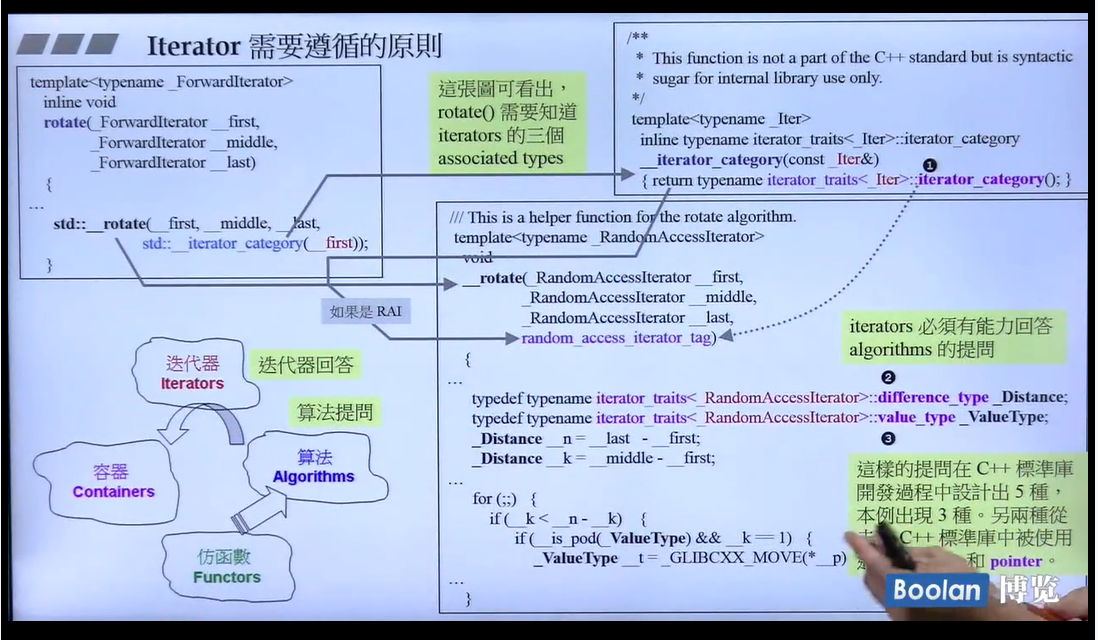 Iterator 需要遵循的原則
template<typename _ForwardIterator>
inline void
rotate(_ForwardIterator __first,
_ForwardIterator __middle,
_ForwardIterator __last)
{
...
std::__rotate(__first, __middle, __last,
std::__iterator_category(__first));
}
這張圖可看出，
rotate() 需要知道
iterators 的三個
associated types
/**
* This function is not a part of the C++ standard but is syntactic
* sugar for internal library use only.
*/
template<typename _Iter>
inline typename iterator_traits<_Iter>::iterator_category
__iterator_category(const _Iter&)
❶
{ return typename iterator_traits<_Iter>::iterator_category(); }
/// This is a helper function for the rotate algorithm.
template<typename _RandomAccessIterator>
void
__rotate(_RandomAccessIterator __first,
_RandomAccessIterator __middle,
_RandomAccessIterator __last,
random_access_iterator_tag)
{
...
❷
typedef typename iterator_traits<_RandomAccessIterator>::difference_type _Distance;
typedef typename iterator_traits<_RandomAccessIterator>::value_type _ValueType;
❸
_Distance __n = __last - __first;
_Distance __k = __middle - __first;
...
for (;;) {
if (__k < __n - __k) {
if (__is_pod(_ValueType) && __k == 1) {
_ValueType __t = _GLIBCXX_MOVE(*__p)
...
}
如果是 RAI
iterators 必須有能力回答
algorithms 的提問
這樣的提問在 C++ 標準庫
開發過程中設計出 5 種，
本例出現 3 種。另兩種從
C++ 標準庫中被使用
和 pointer。
迭代器
Iterators
迭代器回答
算法提問
容器
Containers
算法
Algorithms
仿函數
Functors
Boolan 博览